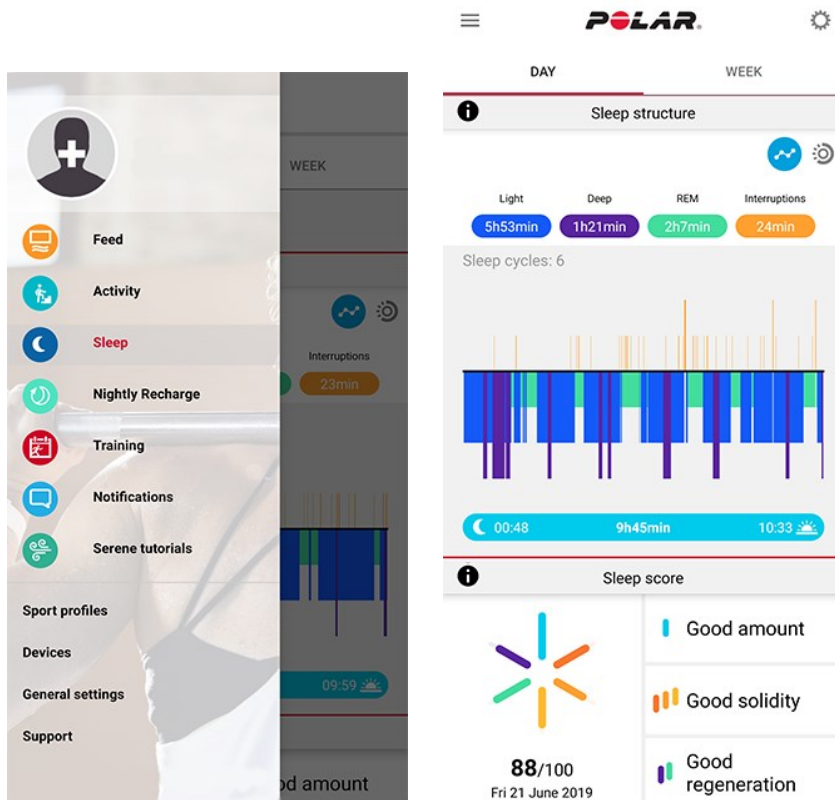 WEEK
Feed
Activity
Sleep
Interruptions
23min
Nightly Recharge
Training
Notifications
Serene tutorials
Sport profiles
Devices
General settings
09:59
Support
od amount
POLAR.
DAY WEEK
Sleep structure
Light Deep REM Interruptions
5h53min 1h21min 2h7min 24min
Sleep cycles: 6
00:48 9h45min 10:33
Sleep score
Good amount
Good solidity
88/100
Fri 21 June 2019
Good
regeneration